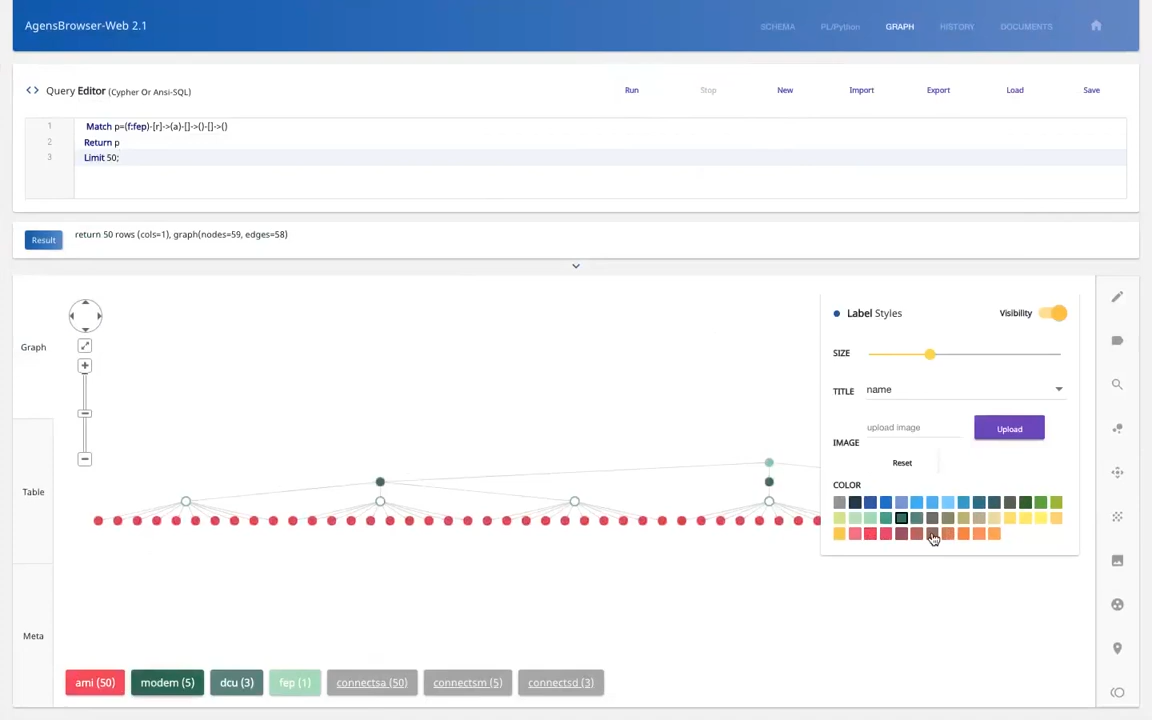 AgensBrowser-Web 2.1
SCHEMA PL/Python GRAPH HISTORY DOCUMENTS
Query Editor (Cypher Or Ansi-SQL)
Run Stop New Import Export Load Save
1 Match p=(f:fep)-[r]->(a)-[]->()-[]->()
2 Return p
3 Limit 50;
Result return 50 rows (cols=1), graph(nodes=59, edges=58)
Graph
Table
Meta
Label Styles Visibility
SIZE
TITLE name
upload image Upload
IMAGE
Reset
COLOR
ami (50) modem (5) dcu (3) fep (1) connectsa (50) connectsm (5) connectsd (3)